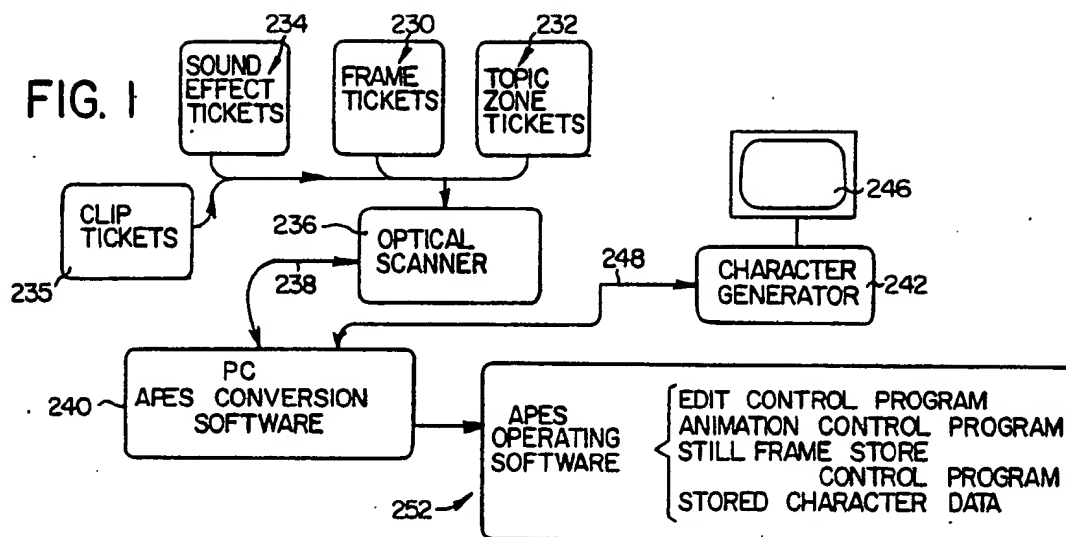 FIG. 1
234
SOUND
EFFECT
TICKETS
230
FRAME
TICKETS
232
TOPIC
ZONE
TICKETS
CLIP
TICKETS
235
236
OPTICAL
SCANNER
238
246
248
CHARACTER
GENERATOR
242
240
PC
APES CONVERSION
SOFTWARE
APES
OPERATING
SOFTWARE
252
EDIT CONTROL PROGRAM
ANIMATION CONTROL PROGRAM
STILL FRAME STORE
CONTROL PROGRAM
STORED CHARACTER DATA